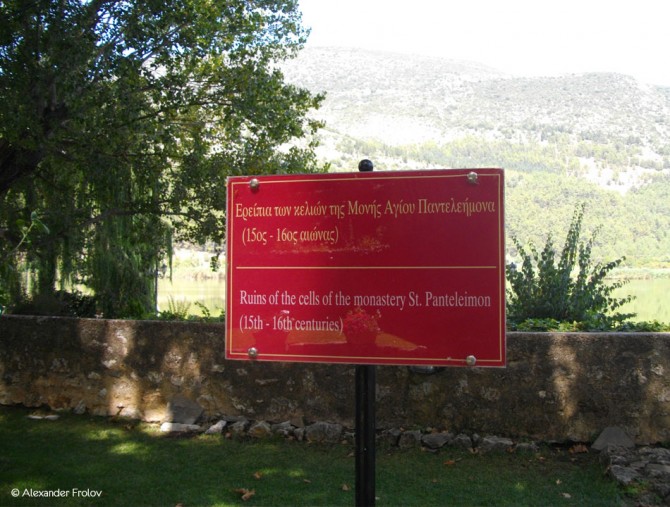 Ερείπια των κελιών της Μονής Αγίου Παντελεήμονα
(15ος - 16ος αιώνας)
Ruins of the cells of the monastery St. Panteleimon
(15th - 16th centuries)
© Alexander Frolov